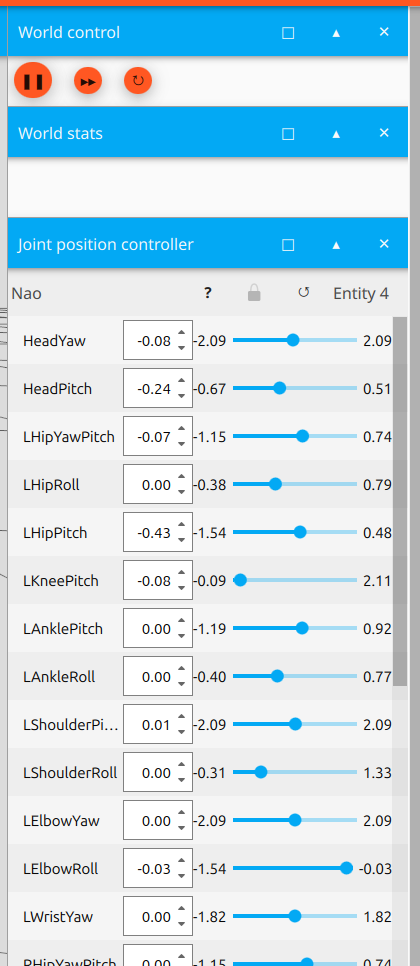 World control
World stats
Joint position controller
Nao ? Entity 4
HeadYaw -0.08 -2.09 2.09
HeadPitch -0.24 -0.67 0.51
LHipYawPitch -0.07 -1.15 0.74
LHipRoll 0.00 -0.38 0.79
LHipPitch -0.43 -1.54 0.48
LKneePitch -0.08 -0.09 2.11
LAnklePitch 0.00 -1.19 0.92
LAnkleRoll 0.00 -0.40 0.77
LShoulderPi... 0.01 -2.09 2.09
LShoulderRoll 0.00 -0.31 1.33
LElbowYaw 0.00 -2.09 2.09
LElbowRoll -0.03 -1.54 -0.03
LWristYaw 0.00 -1.82 1.82
RHipYawPitch 0.00 -1.15 0.74